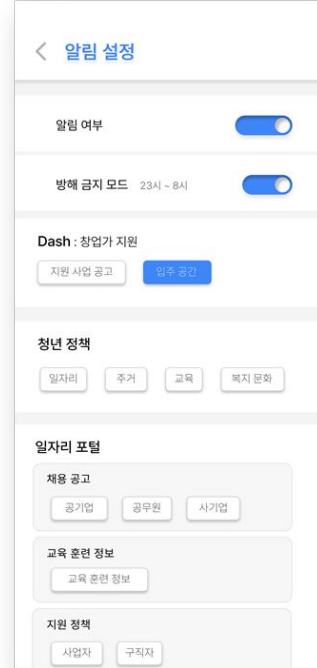 알림 설정
알림 여부
방해 금지 모드 23시 ~ 8시
Dash : 창업가 지원
지원 사업 공고 입주 공간
청년 정책
일자리 주거 교육 복지 문화
일자리 포털
채용 공고
공기업 공무원 사기업
교육 훈련 정보
교육 훈련 정보
지원 정책
사업자 구직자